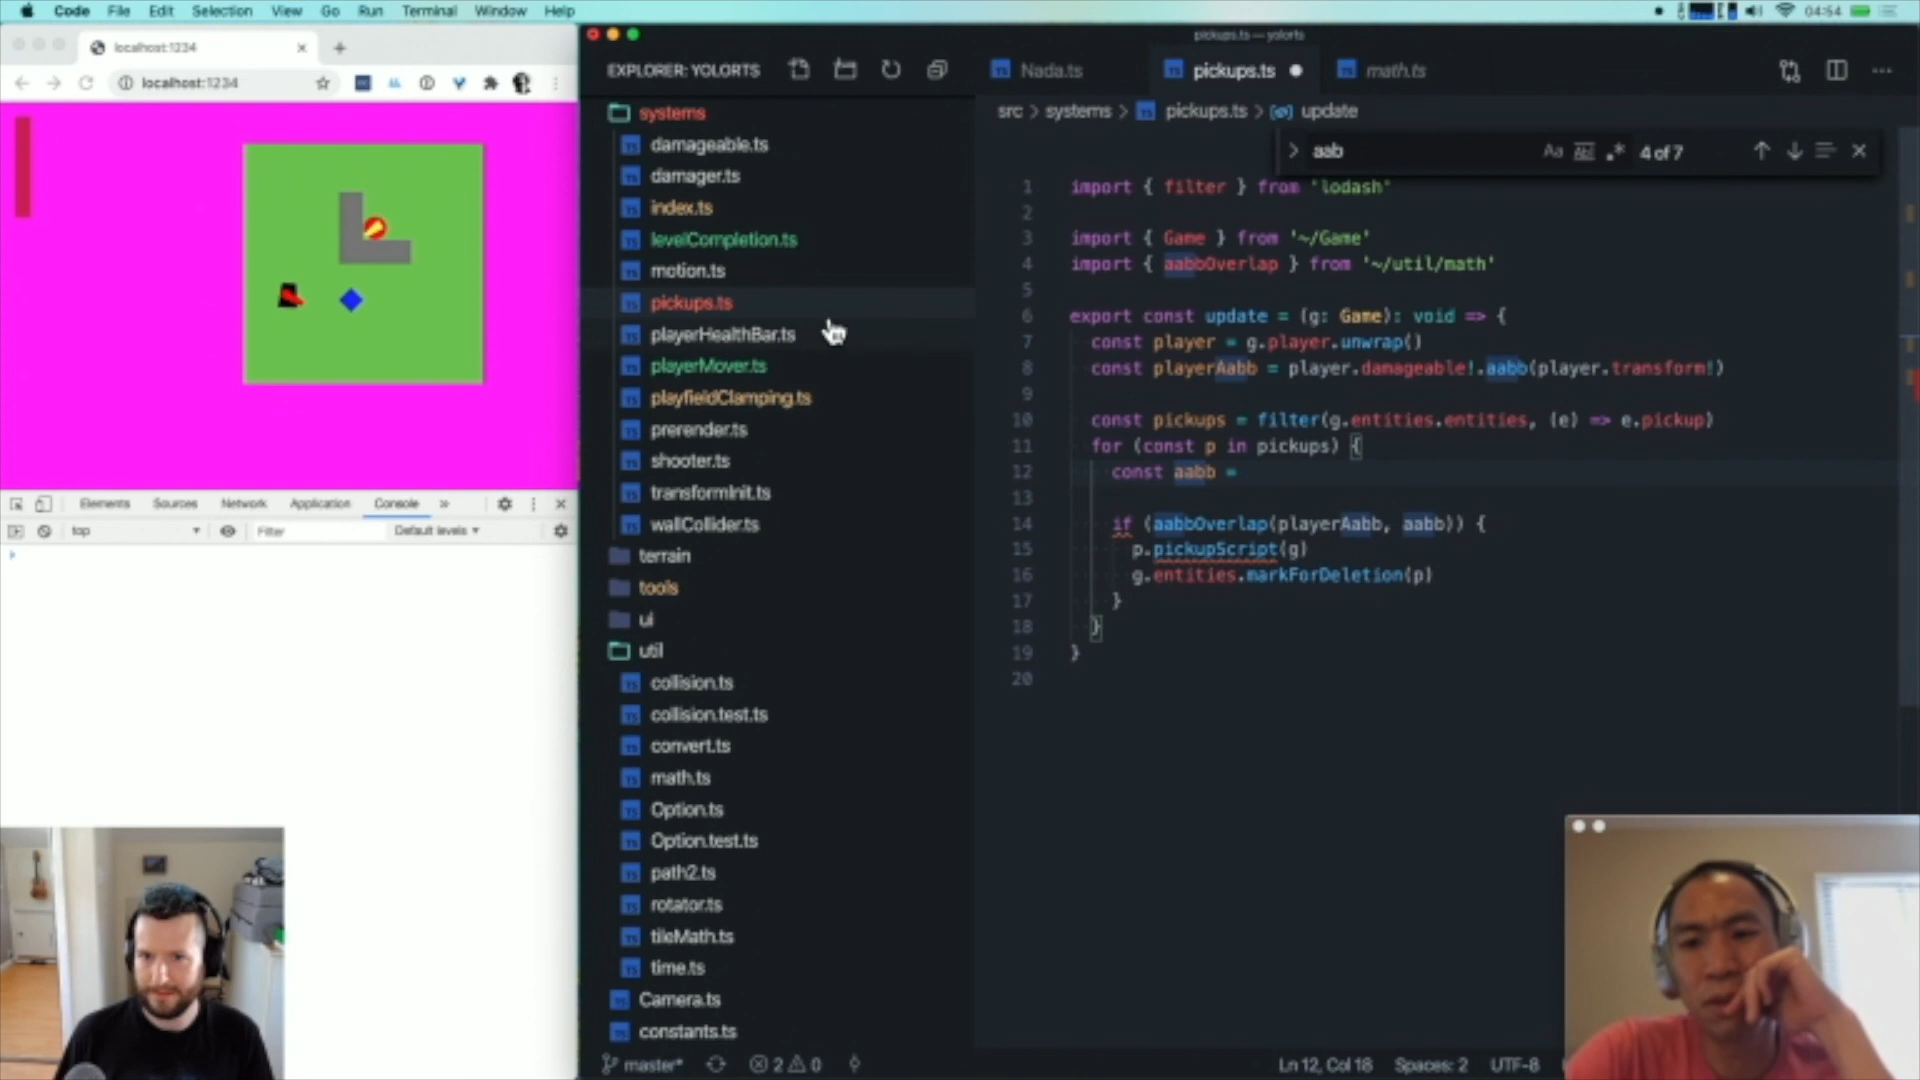 Code File Edit Selection View Go Run Terminal Window Help
04:54
localhost:1234
localhost:1234
Elements Sources Network Application Console
top Filter Default levels
pickups.ts — yolorts
EXPLORER: YOLORTS
systems
damageable.ts
damager.ts
index.ts
levelCompletion.ts
motion.ts
pickups.ts
playerHealthBar.ts
playerMover.ts
playfieldClamping.ts
prerender.ts
shooter.ts
transformInit.ts
wallCollider.ts
terrain
tools
ui
util
collision.ts
collision.test.ts
convert.ts
math.ts
Option.ts
Option.test.ts
path2.ts
rotator.ts
tileMath.ts
time.ts
Camera.ts
constants.ts
Nada.ts pickups.ts math.ts
src > systems > pickups.ts > update
aab 4 of 7
1 import { filter } from 'lodash'
2
3 import { Game } from '~/Game'
4 import { aabbOverlap } from '~/util/math'
5
6 export const update = (g: Game): void => {
7 const player = g.player.unwrap()
8 const playerAabb = player.damageable!.aabb(player.transform!)
9
10 const pickups = filter(g.entities.entities, (e) => e.pickup)
11 for (const p in pickups) {
12 const aabb =
13
14 if (aabbOverlap(playerAabb, aabb)) {
15 p.pickupScript(g)
16 g.entities.markForDeletion(p)
17 }
18 }
19 }
20
master* 2 0 Ln 12, Col 18 Spaces: 2 UTF-8